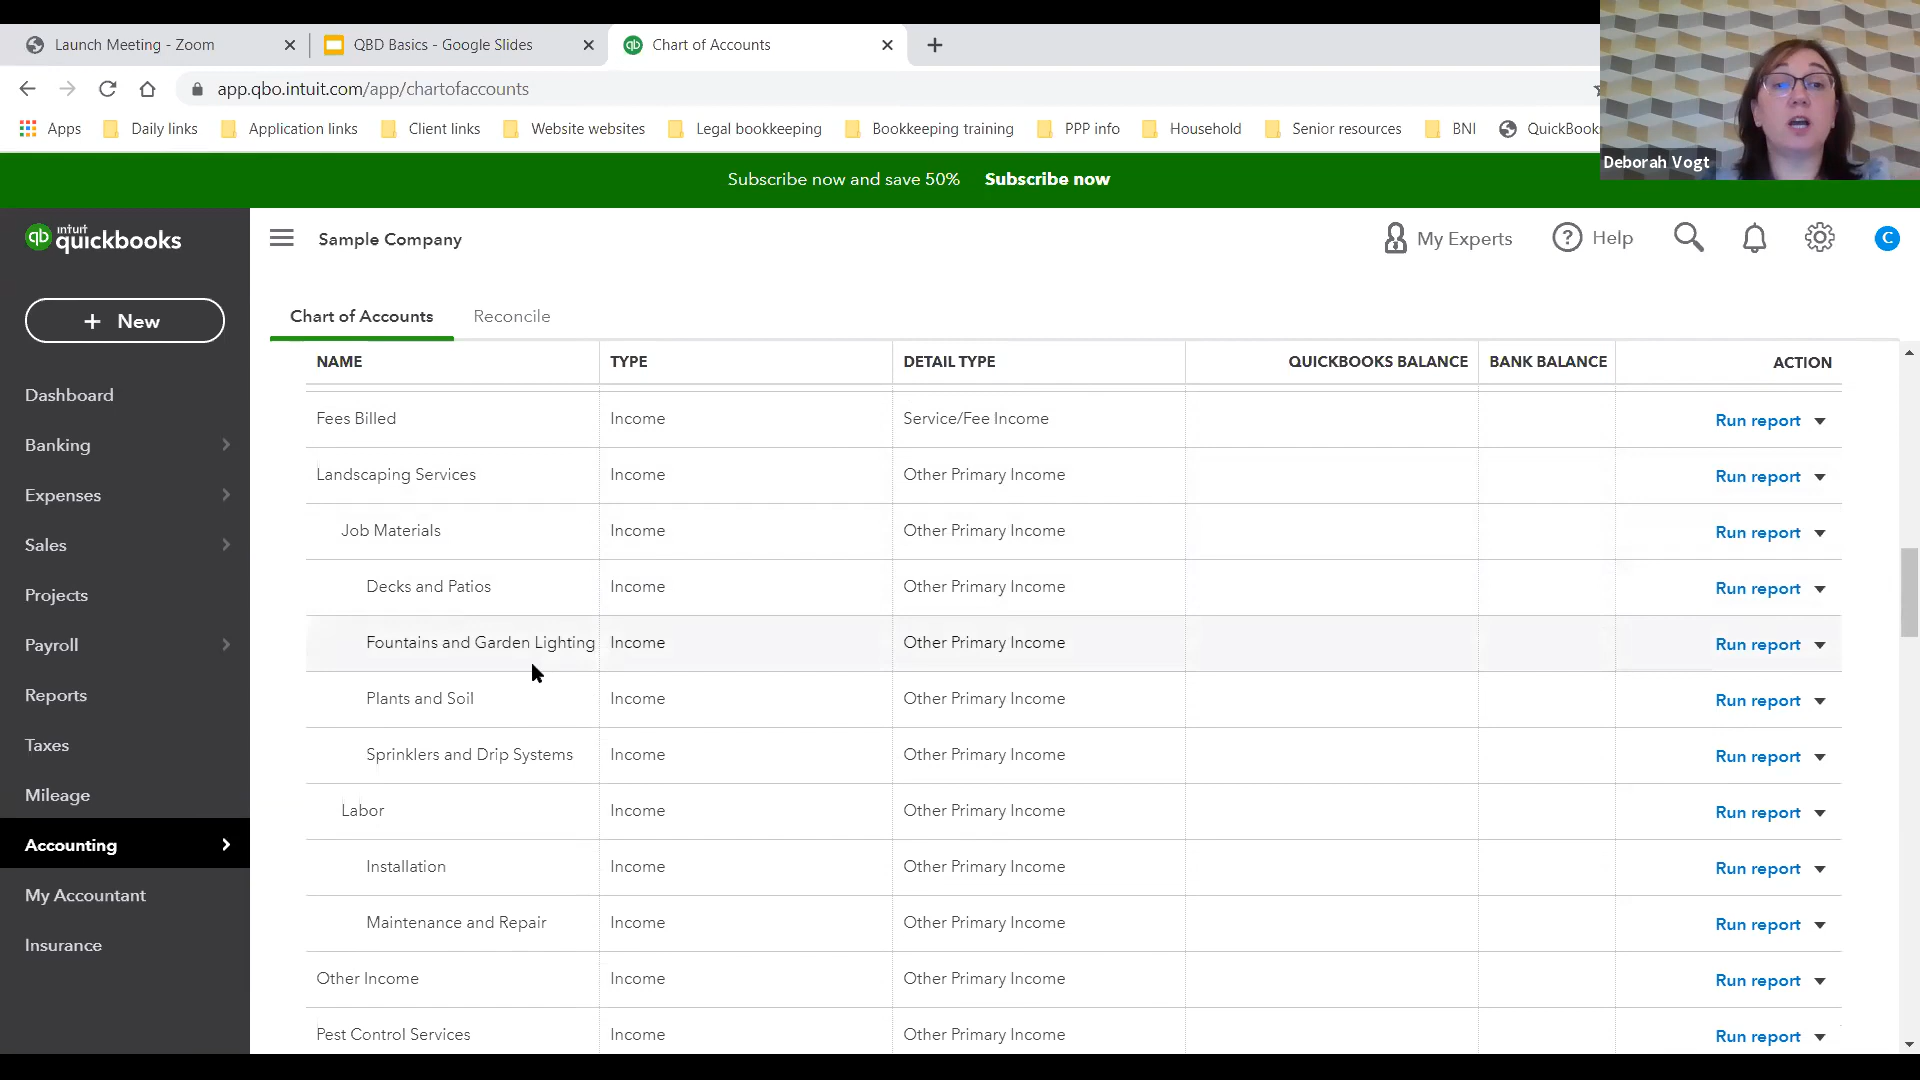 Launch Meeting - Zoom
QBD Basics - Google Slides
Chart of Accounts
app.qbo.intuit.com/app/chartofaccounts
Apps Daily links Application links Client links Website websites Legal bookkeeping Bookkeeping training PPP info Household Senior resources BNI QuickBook
Deborah Vogt
Subscribe now and save 50% Subscribe now
qb intuit quickbooks
Sample Company
My Experts Help C
+ New
Dashboard
Banking
Expenses
Sales
Projects
Payroll
Reports
Taxes
Mileage
Accounting
My Accountant
Insurance
Chart of Accounts Reconcile
NAME TYPE DETAIL TYPE QUICKBOOKS BALANCE BANK BALANCE ACTION
Fees Billed Income Service/Fee Income Run report
Landscaping Services Income Other Primary Income Run report
Job Materials Income Other Primary Income Run report
Decks and Patios Income Other Primary Income Run report
Fountains and Garden Lighting Income Other Primary Income Run report
Plants and Soil Income Other Primary Income Run report
Sprinklers and Drip Systems Income Other Primary Income Run report
Labor Income Other Primary Income Run report
Installation Income Other Primary Income Run report
Maintenance and Repair Income Other Primary Income Run report
Other Income Income Other Primary Income Run report
Pest Control Services Income Other Primary Income Run report